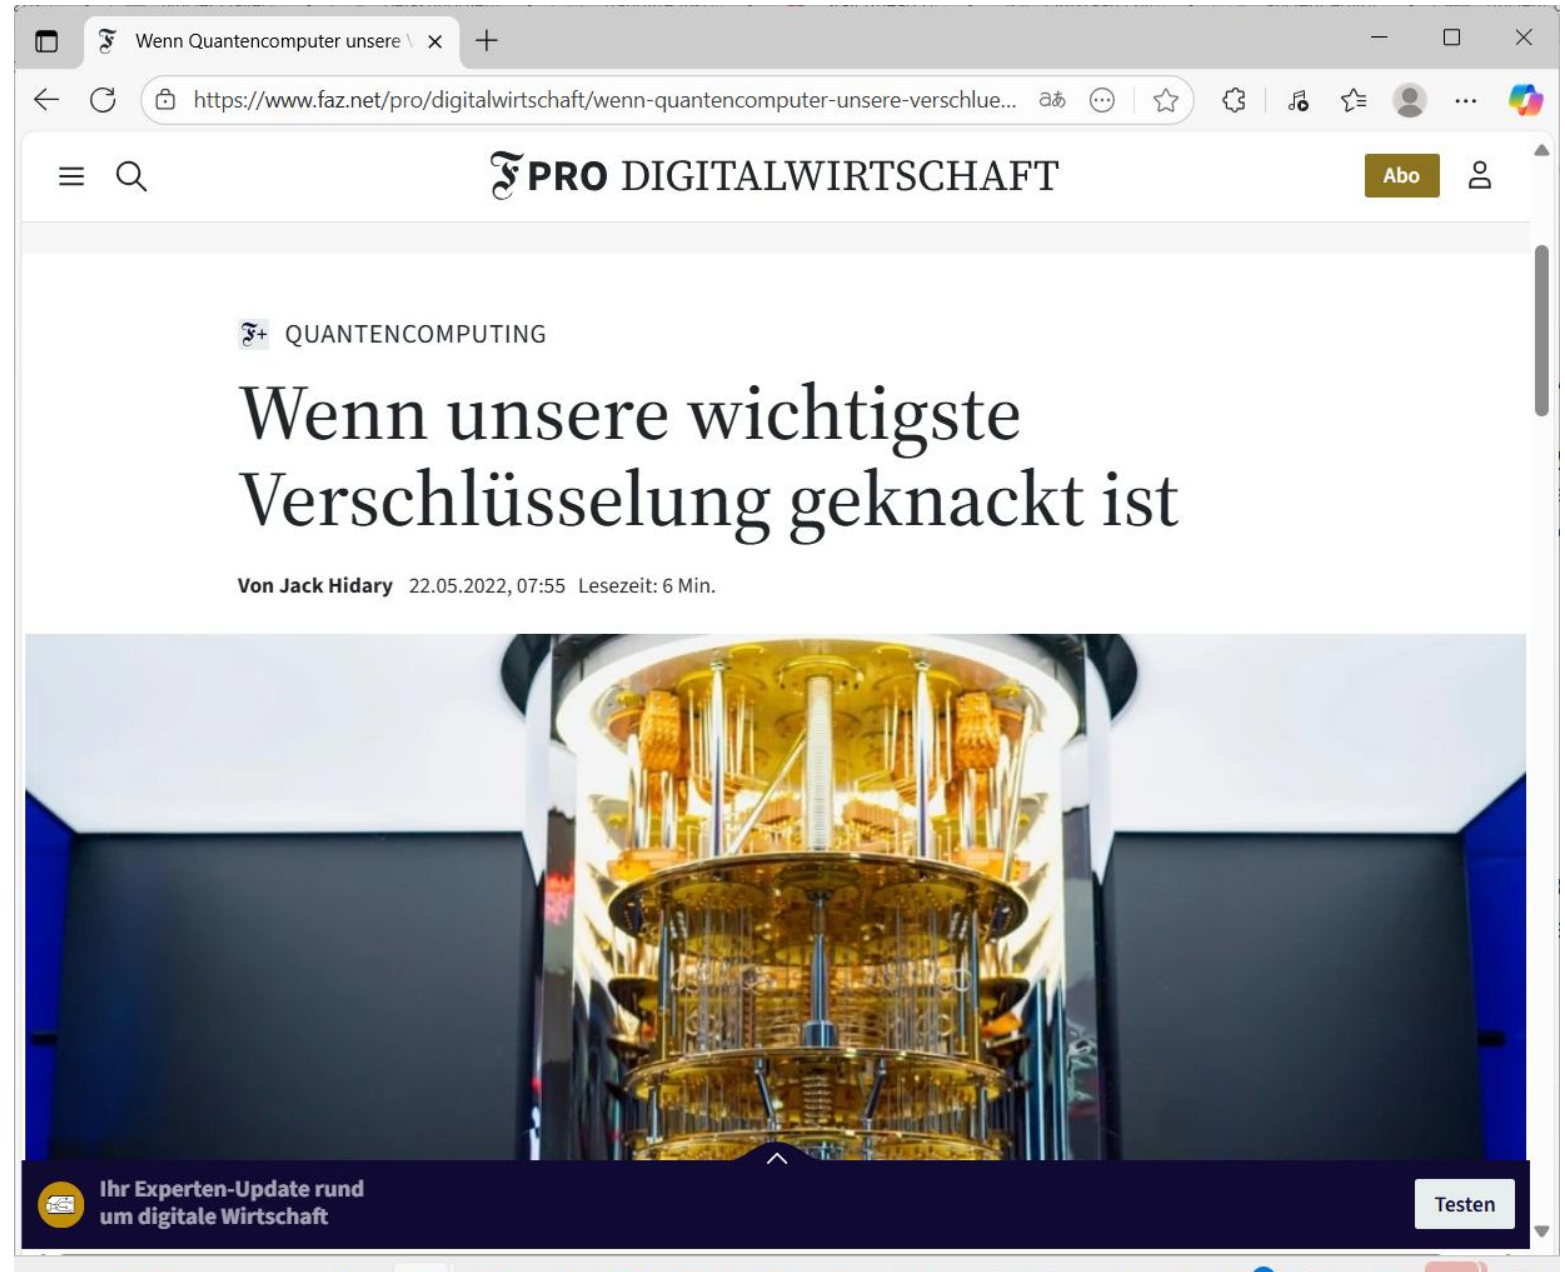 Wenn Quantencomputer unsere
https://www.faz.net/pro/digitalwirtschaft/wenn-quantencomputer-unsere-verschlue...
F PRO DIGITALWIRTSCHAFT
Abo
F+ QUANTENCOMPUTING
Wenn unsere wichtigste
Verschlüsselung geknackt ist
Von Jack Hidary 22.05.2022, 07:55 Lesezeit: 6 Min.
Ihr Experten-Update rund
um digitale Wirtschaft
Testen